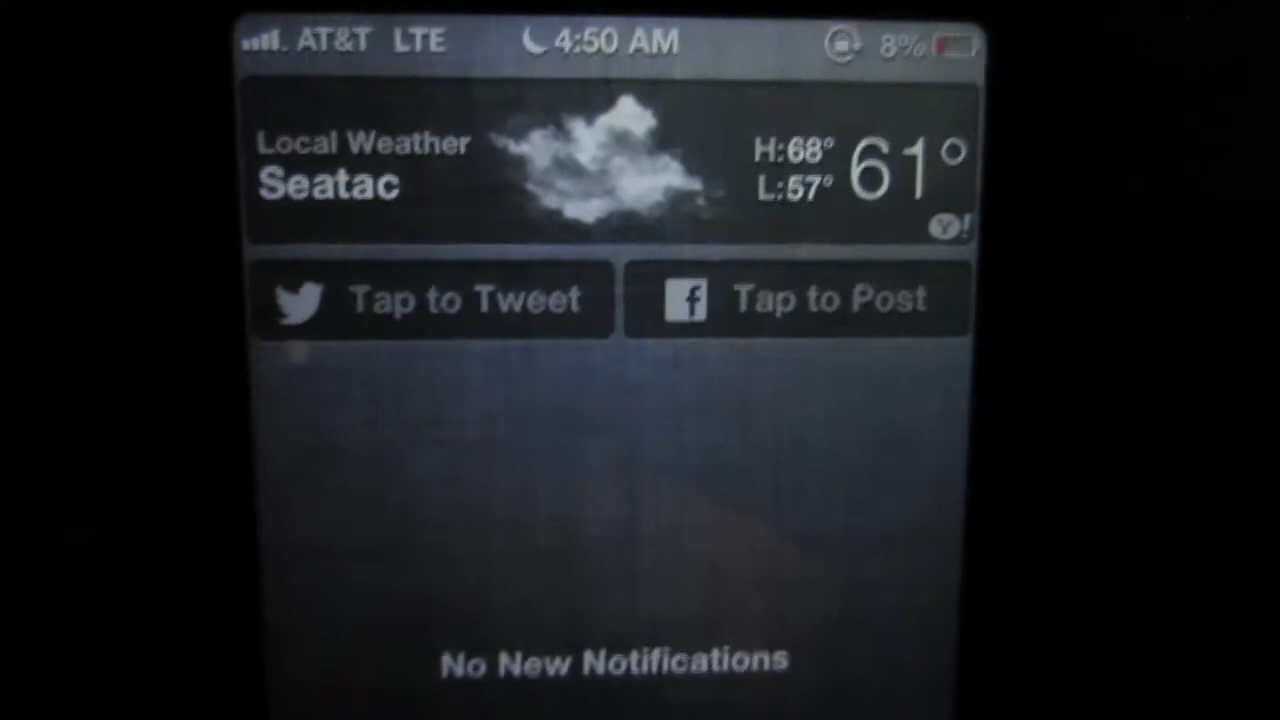 AT&T LTE 4:50 AM 8%
Local Weather
Seatac
H:68°
L:57°
61°
Y!
Tap to Tweet
f Tap to Post
No New Notifications